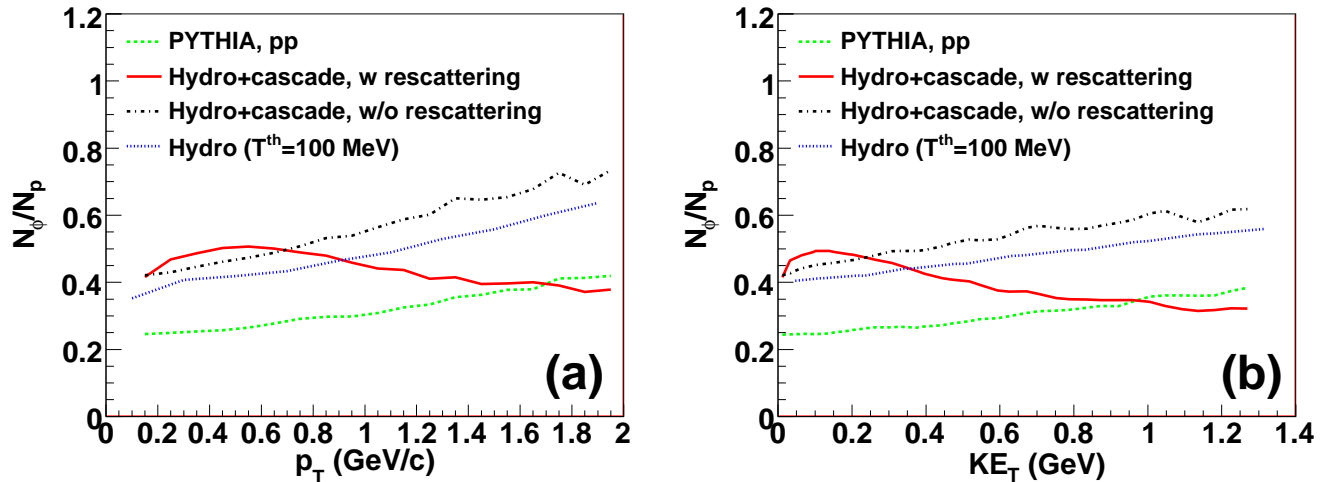 1.2
1
0.8
0.6
0.4
0.2
0
N_ϕ/N_p
PYTHIA, pp
Hydro+cascade, w rescattering
Hydro+cascade, w/o rescattering
Hydro (T^th=100 MeV)
(a)
0 0.2 0.4 0.6 0.8 1 1.2 1.4 1.6 1.8 2
p_T (GeV/c)
1.2
1
0.8
0.6
0.4
0.2
0
N_ϕ/N_p
PYTHIA, pp
Hydro+cascade, w rescattering
Hydro+cascade, w/o rescattering
Hydro (T^th=100 MeV)
(b)
0 0.2 0.4 0.6 0.8 1 1.2 1.4
KE_T (GeV)